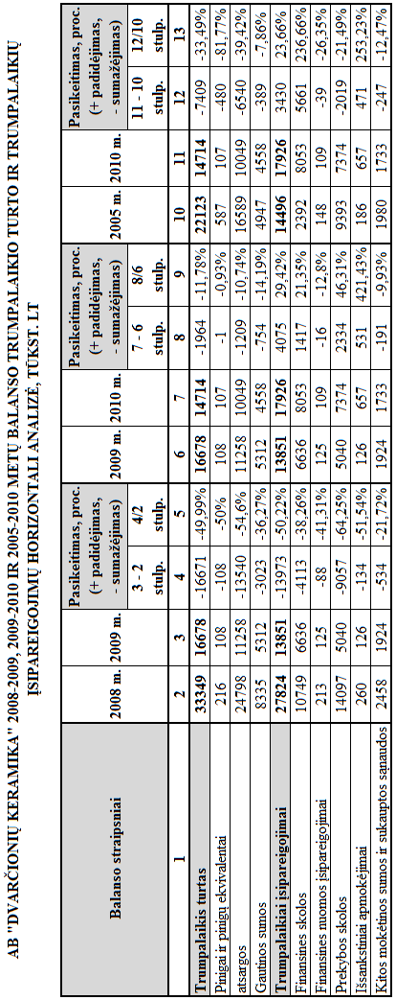 AB "DVARČIONIŲ KERAMIKA" 2008-2009, 2009-2010 IR 2005-2010 METŲ BALANSO TRUMPALAIKIO TURTO IR TRUMPALAIKIŲ
ĮSIPAREIGOJIMŲ HORIZONTALI ANALIZĖ, TŪKST. LT
Balanso straipsniai 2008 m. 2009 m. Pasikeitimas, proc. (+ padidėjimas, - sumažėjimas) 2009 m. 2010 m. Pasikeitimas, proc. (+ padidėjimas, - sumažėjimas) 2005 m. 2010 m. Pasikeitimas, proc. (+ padidėjimas, - sumažėjimas)
3 - 2 stulp. 4/2 stulp. 7 - 6 stulp. 8/6 stulp. 11 - 10 stulp. 12/10 stulp.
1 2 3 4 5 6 7 8 9 10 11 12 13
Trumpalaikis turtas 33349 16678 -16671 -49,99% 16678 14714 -1964 -11,78% 22123 14714 -7409 -33,49%
Pinigai ir pinigų ekvivalentai 216 108 -108 -50% 108 107 -1 -0,93% 587 107 -480 -81,77%
atsargos 24798 11258 -13540 -54,6% 11258 10049 -1209 -10,74% 16589 10049 -6540 -39,42%
Gautinos sumos 8335 5312 -3023 -36,27% 5312 4558 -754 -14,19% 4947 4558 -389 -7,86%
Trumpalaikiai įsipareigojimai 27824 13851 -13973 -50,22% 13851 17926 4075 29,42% 14496 17926 3430 23,66%
Finansinės skolos 10749 6636 -4113 -38,26% 6636 8053 1417 21,35% 2392 8053 5661 236,66%
Finansinės nuomos įsipareigojimai 213 125 -88 -41,31% 125 109 -16 -12,8% 148 109 -39 -26,35%
Prekybos skolos 14097 5040 -9057 -64,25% 5040 7374 2334 46,31% 9393 7374 -2019 -21,49%
Išsankstiniai apmokėjimai 260 126 -134 -51,54% 126 657 531 421,43% 186 657 471 253,23%
Kitos mokėtinos sumos ir sukauptos sąnaudos 2458 1924 -534 -21,72% 1924 1733 -191 -9,93% 1980 1733 -247 -12,47%